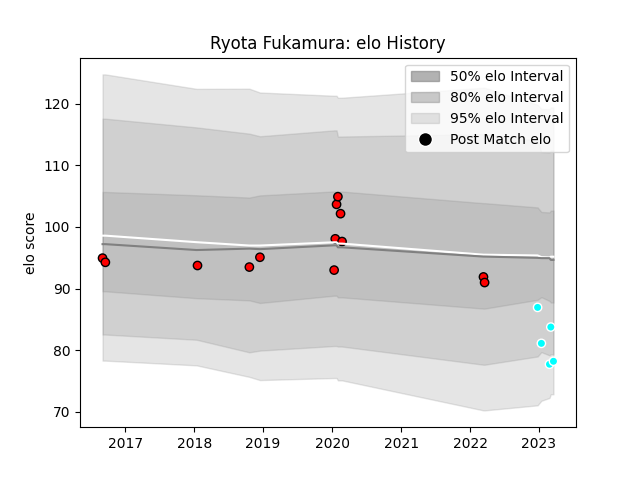 Ryota Fukamura: elo History
50% elo Interval
80% elo Interval
95% elo Interval
Post Match elo
elo score
120
110
100
90
80
70
2017 2018 2019 2020 2021 2022 2023